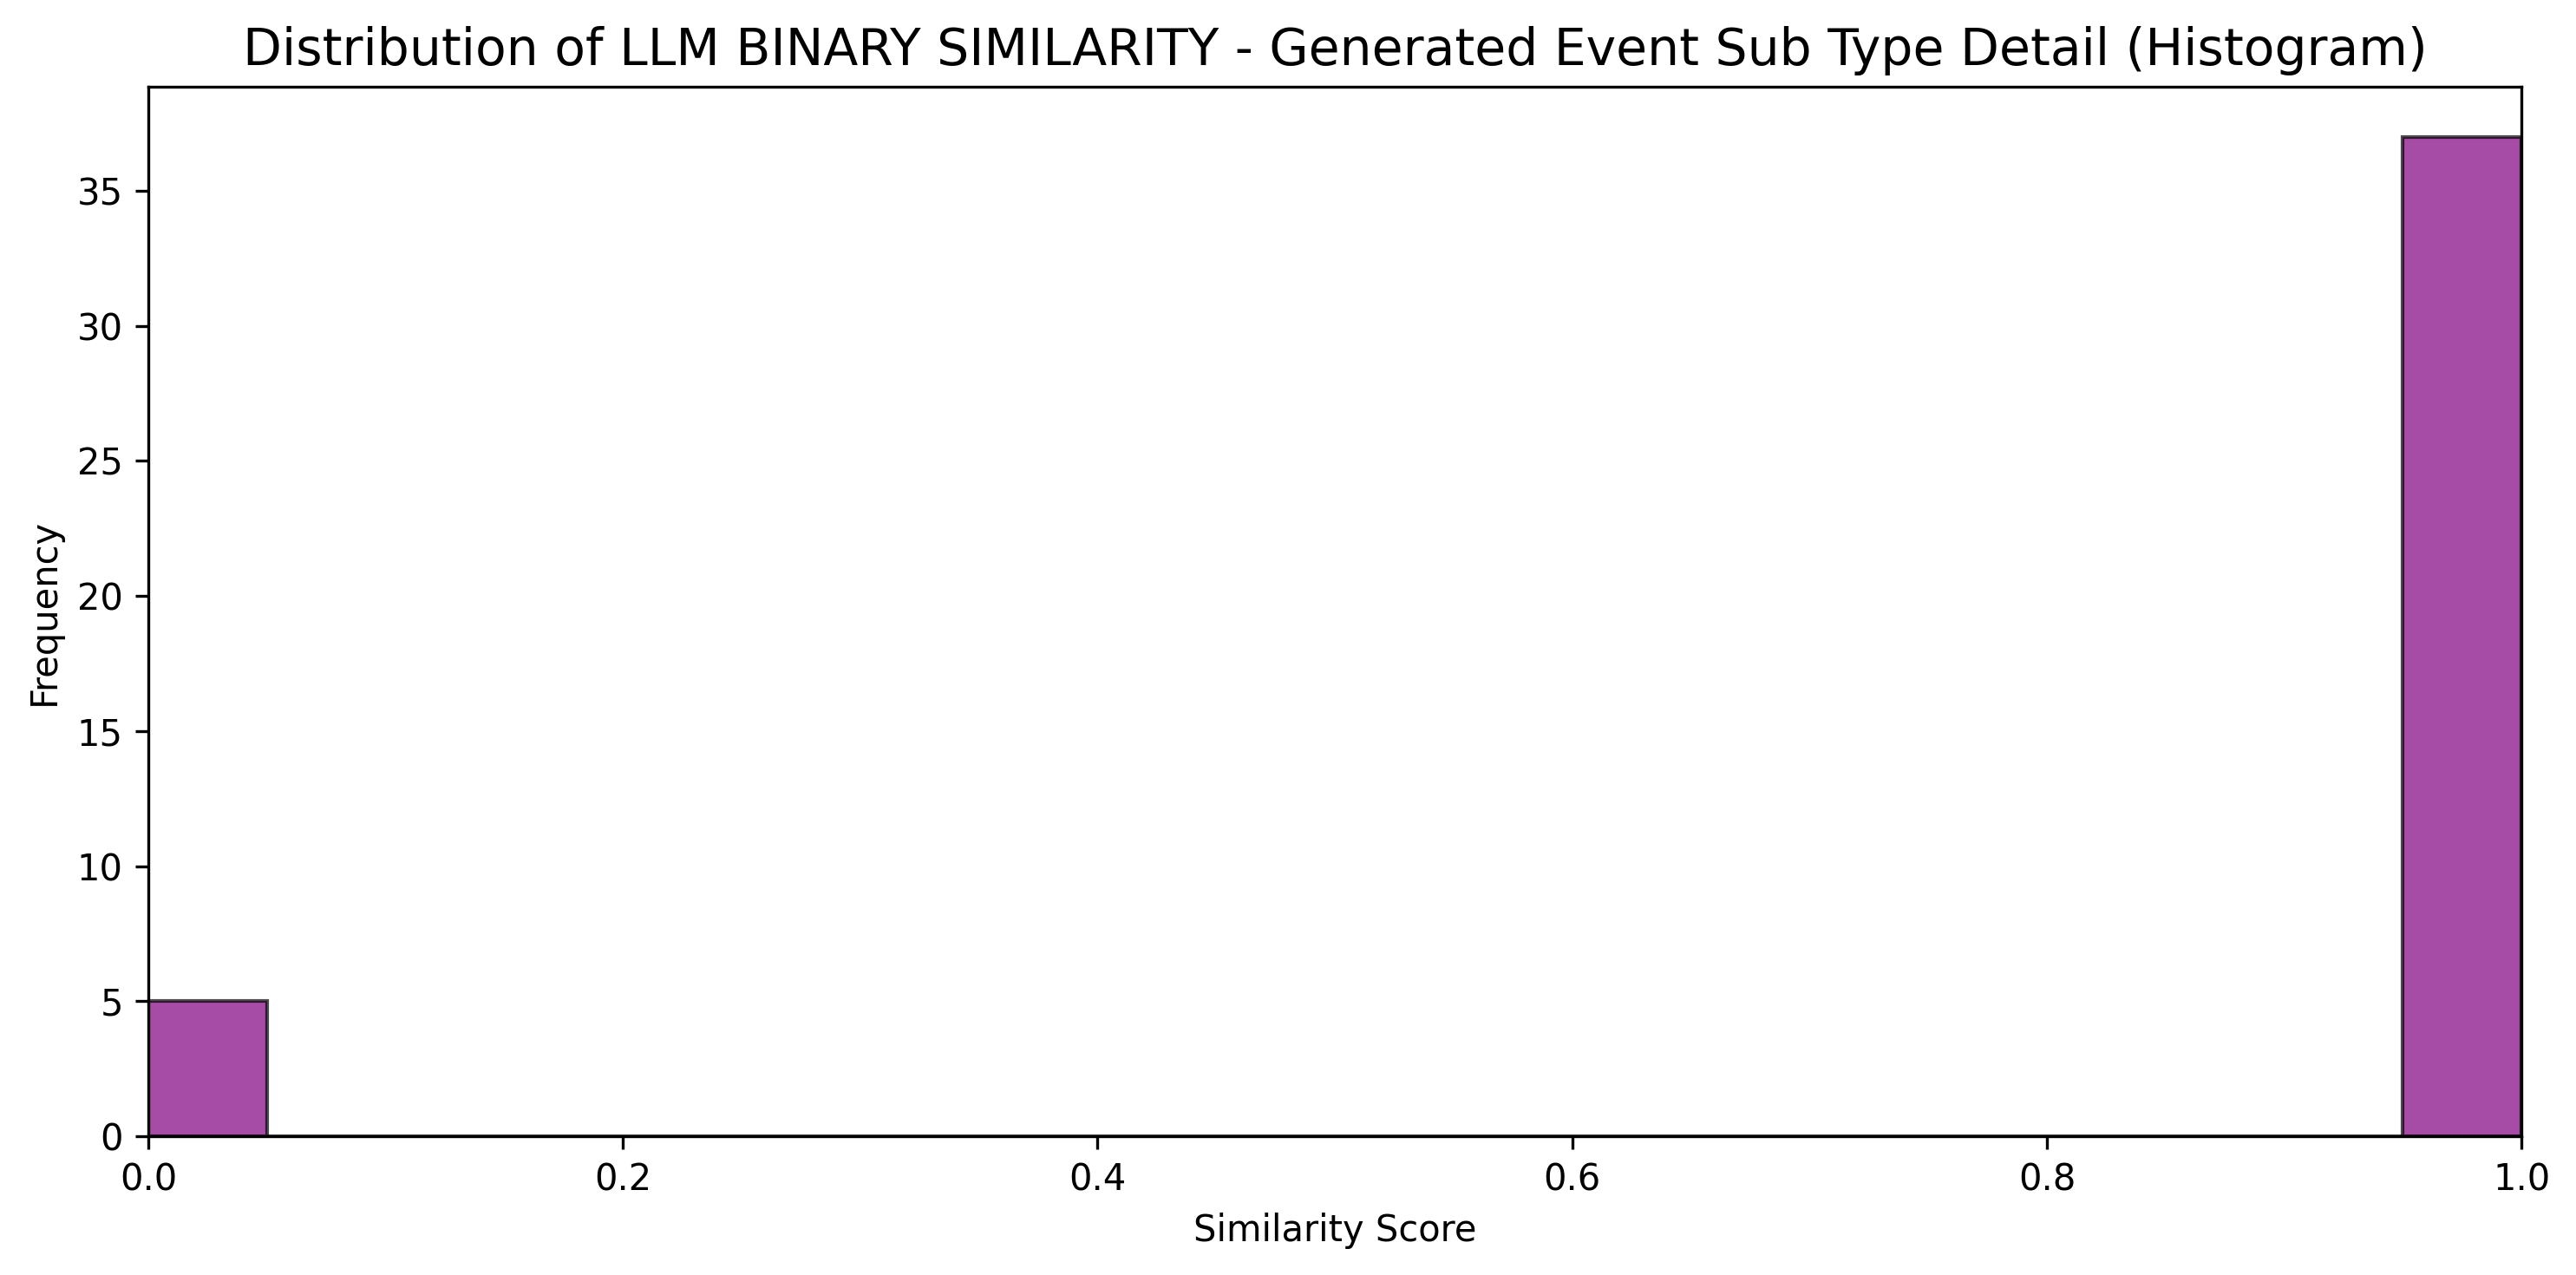 Distribution of LLM BINARY SIMILARITY - Generated Event Sub Type Detail (Histogram)
Frequency
35
30
25
20
15
10
5
0
0.0 0.2 0.4 0.6 0.8 1.0
Similarity Score